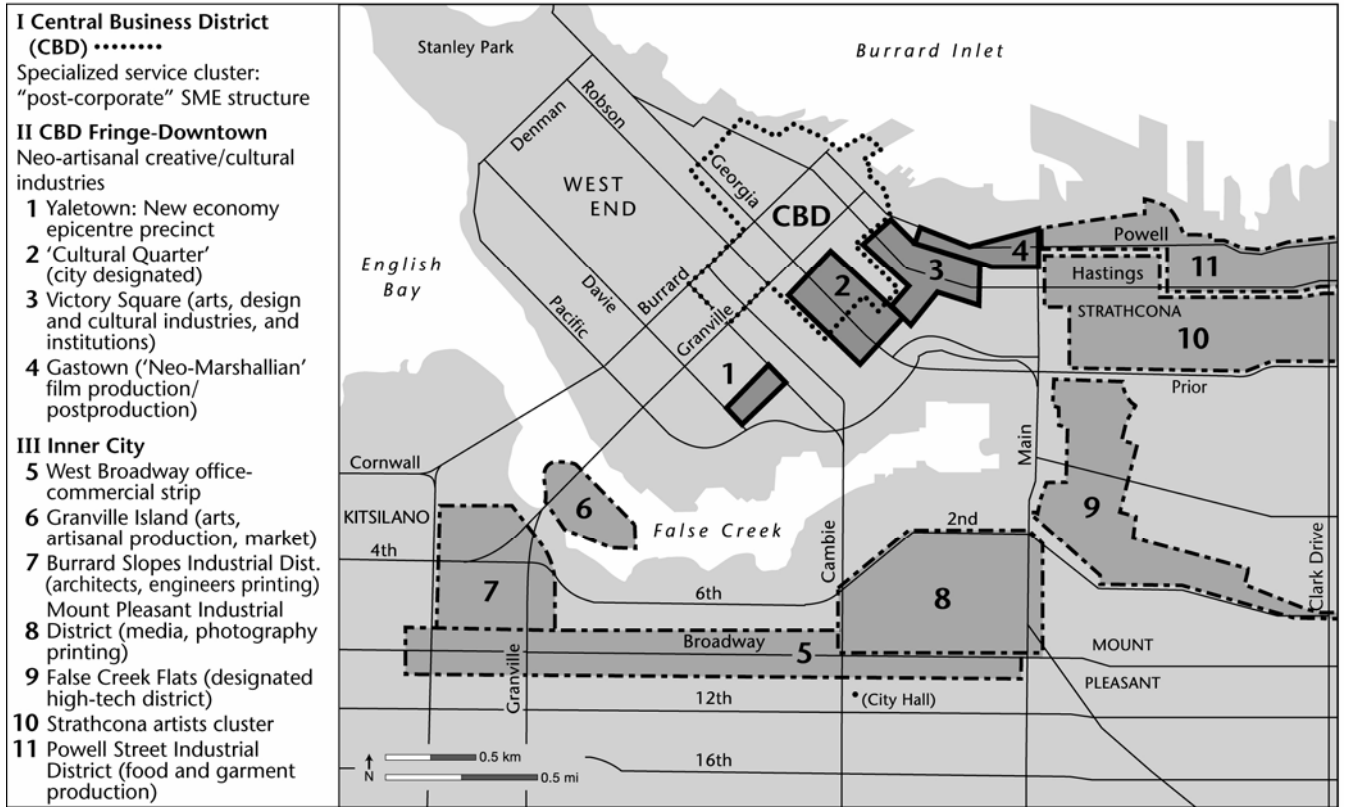 I Central Business District
(CBD) ••••••••
Specialized service cluster:
“post-corporate” SME structure
II CBD Fringe-Downtown
Neo-artisanal creative/cultural
industries
1 Yaletown: New economy
epicentre precinct
2 ‘Cultural Quarter’
(city designated)
3 Victory Square (arts, design
and cultural industries, and
institutions)
4 Gastown (‘Neo-Marshallian’
film production/
postproduction)
III Inner City
5 West Broadway office-
commercial strip
6 Granville Island (arts,
artisanal production, market)
7 Burrard Slopes Industrial Dist.
(architects, engineers printing)
Mount Pleasant Industrial
8 District (media, photography
printing)
9 False Creek Flats (designated
high-tech district)
10 Strathcona artists cluster
11 Powell Street Industrial
District (food and garment
production)
Stanley Park
Burrard Inlet
Denman
Robson
Georgia
WEST
END
CBD
English
Bay
Davie
Pacific
Burrard
Granville
1
2
3
4
Powell
11
Hastings
STRATHCONA
10
Prior
Main
Cornwall
KITSILANO
4th
6
False Creek
Cambie
2nd
9
Clark Drive
7
6th
8
Broadway
5
MOUNT
PLEASANT
Granville
12th
(City Hall)
16th
N
0.5 km
0.5 mi